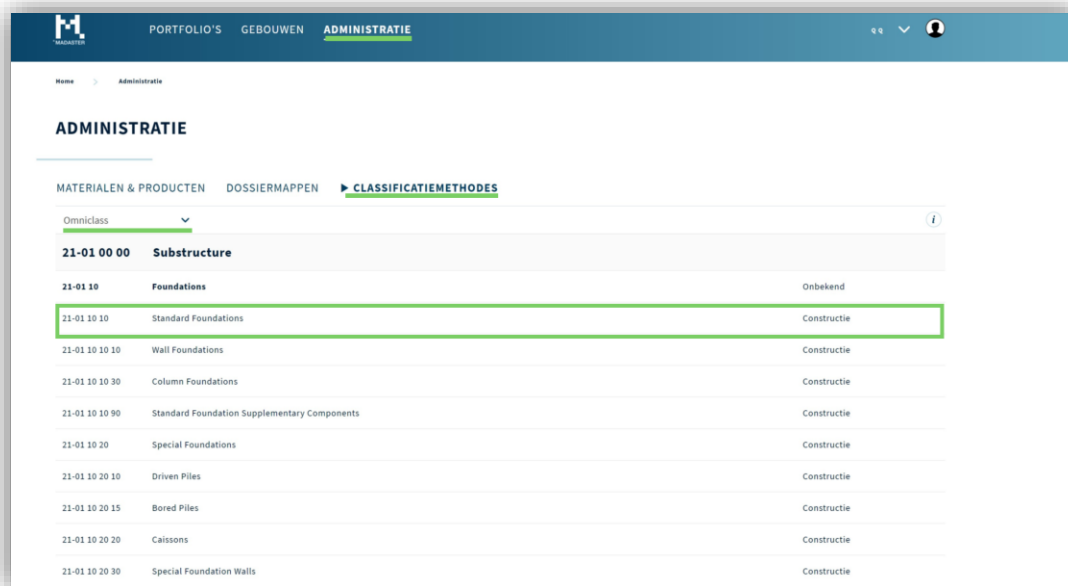 M.
MADASTER
PORTFOLIO'S GEBOUWEN ADMINISTRATIE
q q
Home > Administratie
ADMINISTRATIE
MATERIALEN & PRODUCTEN DOSSIERMAPPEN ▶ CLASSIFICATIEMETHODES
Omniclass
i
21-01 00 00 Substructure
21-01 10 Foundations Onbekend
21-01 10 10 Standard Foundations Constructie
21-01 10 10 10 Wall Foundations Constructie
21-01 10 10 30 Column Foundations Constructie
21-01 10 10 90 Standard Foundation Supplementary Components Constructie
21-01 10 20 Special Foundations Constructie
21-01 10 20 10 Driven Piles Constructie
21-01 10 20 15 Bored Piles Constructie
21-01 10 20 20 Caissons Constructie
21-01 10 20 30 Special Foundation Walls Constructie